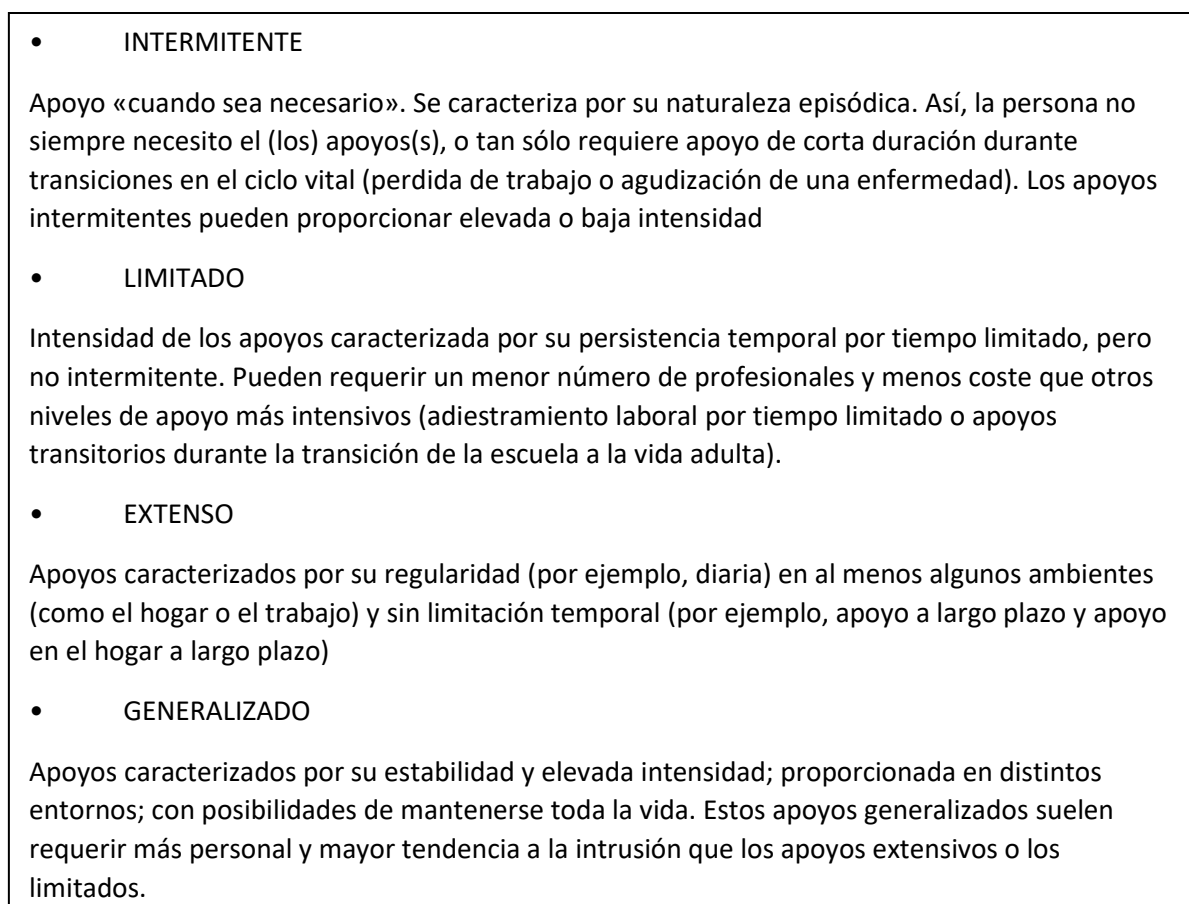 • INTERMITENTE
Apoyo «cuando sea necesario». Se caracteriza por su naturaleza episódica. Así, la persona no
siempre necesito el (los) apoyos(s), o tan sólo requiere apoyo de corta duración durante
transiciones en el ciclo vital (perdida de trabajo o agudización de una enfermedad). Los apoyos
intermitentes pueden proporcionar elevada o baja intensidad
• LIMITADO
Intensidad de los apoyos caracterizada por su persistencia temporal por tiempo limitado, pero
no intermitente. Pueden requerir un menor número de profesionales y menos coste que otros
niveles de apoyo más intensivos (adiestramiento laboral por tiempo limitado o apoyos
transitorios durante la transición de la escuela a la vida adulta).
• EXTENSO
Apoyos caracterizados por su regularidad (por ejemplo, diaria) en al menos algunos ambientes
(como el hogar o el trabajo) y sin limitación temporal (por ejemplo, apoyo a largo plazo y apoyo
en el hogar a largo plazo)
• GENERALIZADO
Apoyos caracterizados por su estabilidad y elevada intensidad; proporcionada en distintos
entornos; con posibilidades de mantenerse toda la vida. Estos apoyos generalizados suelen
requerir más personal y mayor tendencia a la intrusión que los apoyos extensivos o los
limitados.